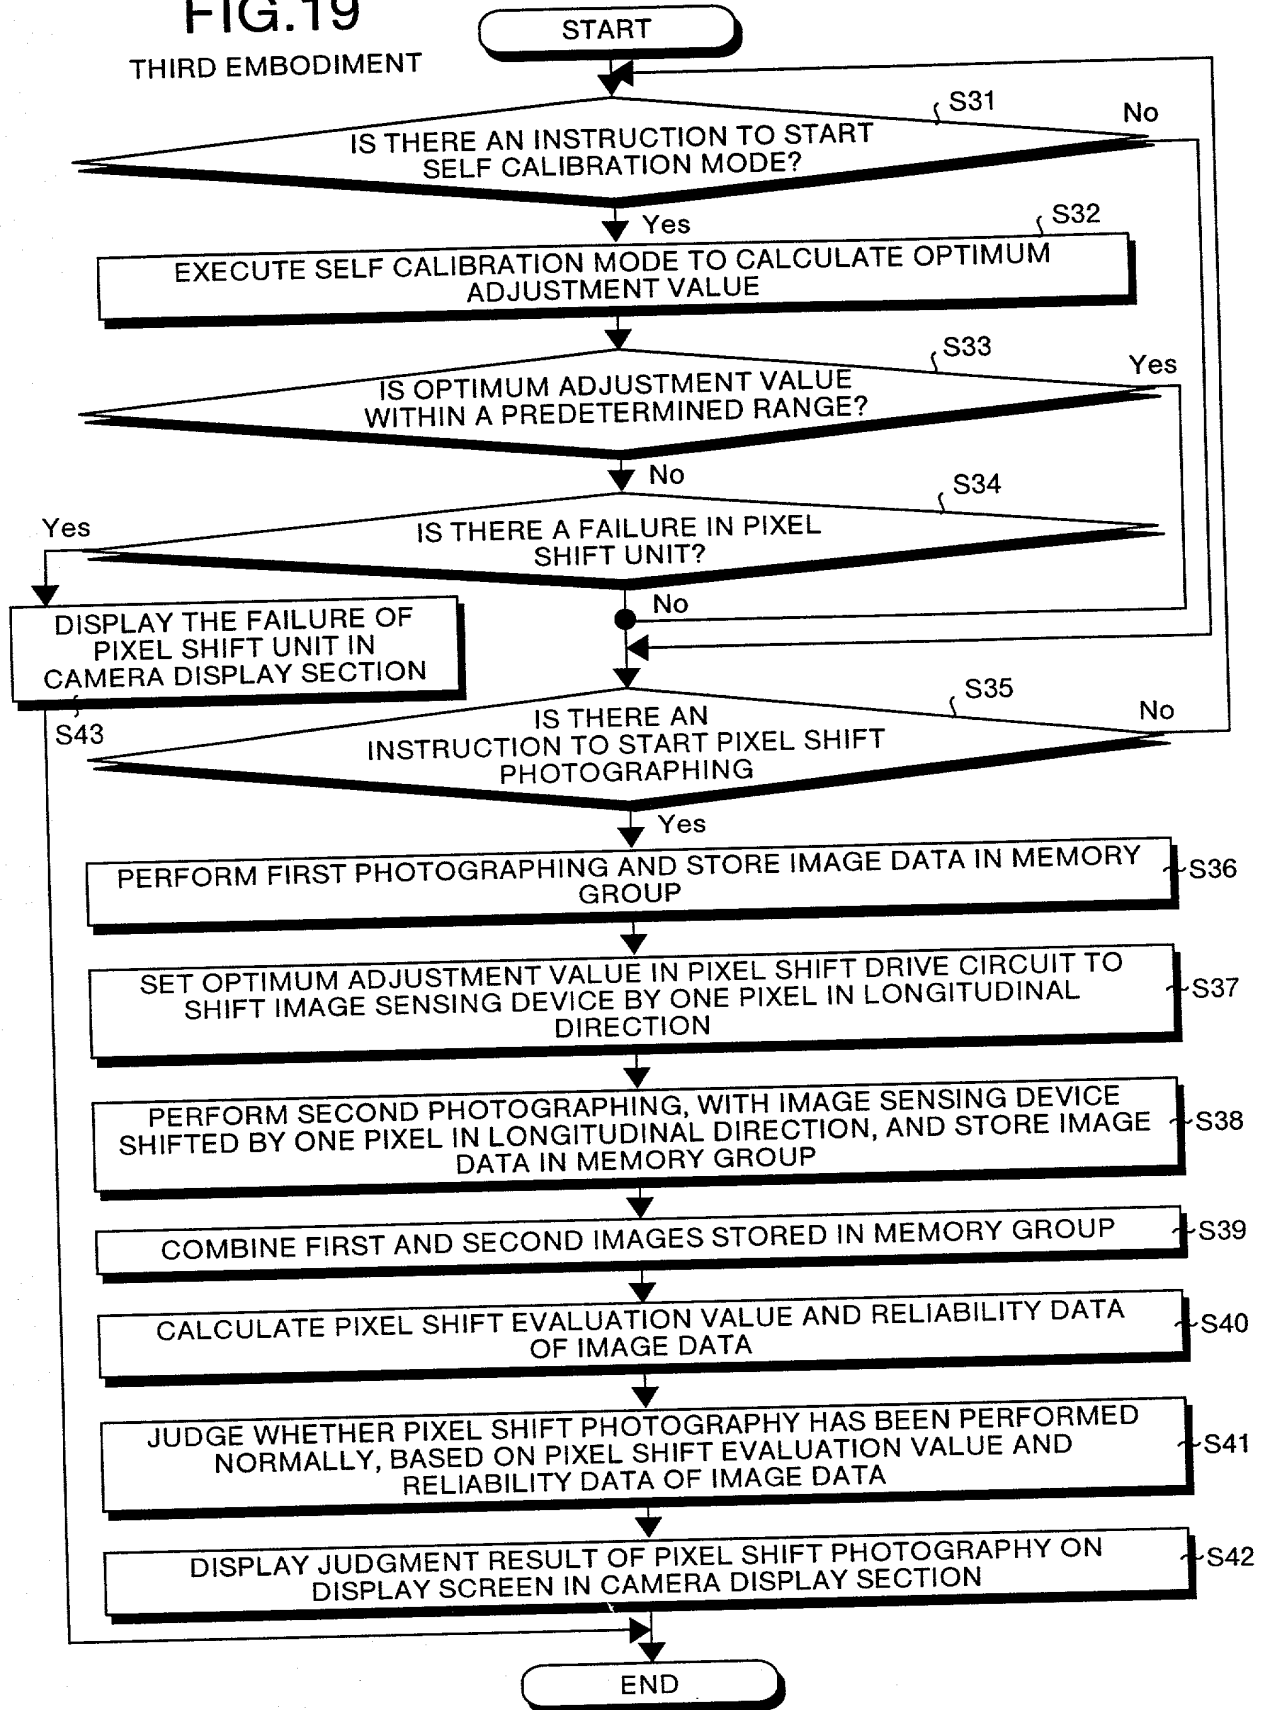 FIG.19
THIRD EMBODIMENT
START
S31
No
IS THERE AN INSTRUCTION TO START
SELF CALIBRATION MODE?
Yes
S32
EXECUTE SELF CALIBRATION MODE TO CALCULATE OPTIMUM
ADJUSTMENT VALUE
S33
Yes
IS OPTIMUM ADJUSTMENT VALUE
WITHIN A PREDETERMINED RANGE?
No
S34
Yes
IS THERE A FAILURE IN PIXEL
SHIFT UNIT?
No
DISPLAY THE FAILURE OF
PIXEL SHIFT UNIT IN
CAMERA DISPLAY SECTION
S43
S35
No
IS THERE AN
INSTRUCTION TO START PIXEL SHIFT
PHOTOGRAPHING
Yes
PERFORM FIRST PHOTOGRAPHING AND STORE IMAGE DATA IN MEMORY
GROUP
S36
SET OPTIMUM ADJUSTMENT VALUE IN PIXEL SHIFT DRIVE CIRCUIT TO
SHIFT IMAGE SENSING DEVICE BY ONE PIXEL IN LONGITUDINAL
DIRECTION
S37
PERFORM SECOND PHOTOGRAPHING, WITH IMAGE SENSING DEVICE
SHIFTED BY ONE PIXEL IN LONGITUDINAL DIRECTION, AND STORE IMAGE
DATA IN MEMORY GROUP
S38
COMBINE FIRST AND SECOND IMAGES STORED IN MEMORY GROUP
S39
CALCULATE PIXEL SHIFT EVALUATION VALUE AND RELIABILITY DATA
OF IMAGE DATA
S40
JUDGE WHETHER PIXEL SHIFT PHOTOGRAPHY HAS BEEN PERFORMED
NORMALLY, BASED ON PIXEL SHIFT EVALUATION VALUE AND
RELIABILITY DATA OF IMAGE DATA
S41
DISPLAY JUDGMENT RESULT OF PIXEL SHIFT PHOTOGRAPHY ON
DISPLAY SCREEN IN CAMERA DISPLAY SECTION
S42
END